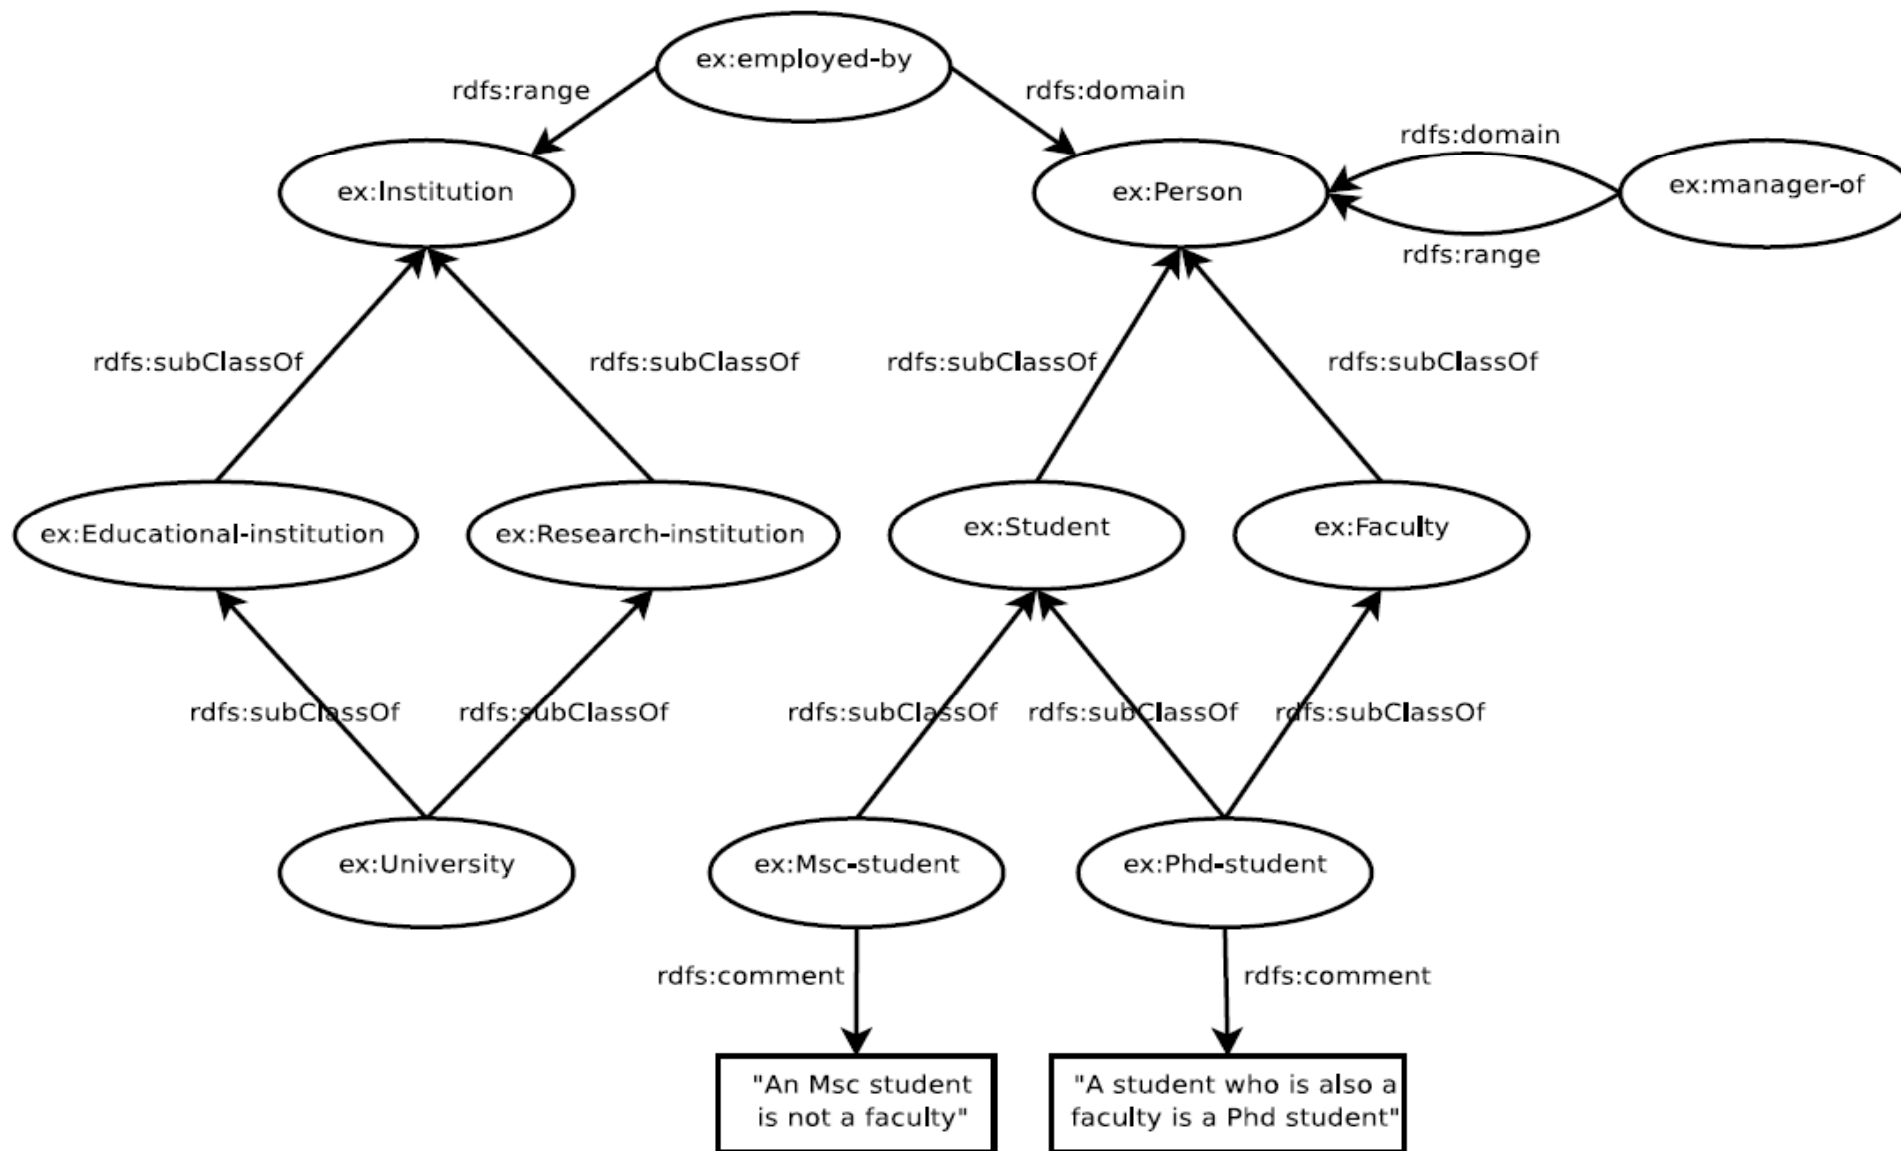 ex:employed-by
rdfs:range
rdfs:domain
rdfs:domain
ex:Institution
ex:Person
ex:manager-of
rdfs:range
rdfs:subClassOf
rdfs:subClassOf
rdfs:subClassOf
rdfs:subClassOf
ex:Educational-institution
ex:Research-institution
ex:Student
ex:Faculty
rdfs:subClassOf
rdfs:subClassOf
rdfs:subClassOf
rdfs:subClassOf
rdfs:subClassOf
ex:University
ex:Msc-student
ex:Phd-student
rdfs:comment
rdfs:comment
"An Msc student
is not a faculty"
"A student who is also a
faculty is a Phd student"